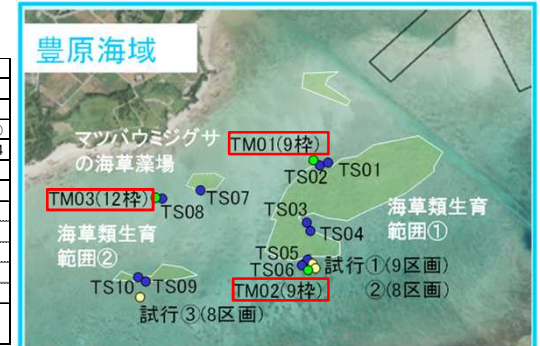 豊原海域
マツバウミジグサ
の海草藻場
TM01(9枠)
TS02
TS01
TM03(12枠)
TS07
TS08
TS03
TS04
海草類生育
範囲①
海草類生育
範囲②
TS05
TS06
試行①(9区画)
②(8区画)
TM02(9枠)
TS10
TS09
試行③(8区画)